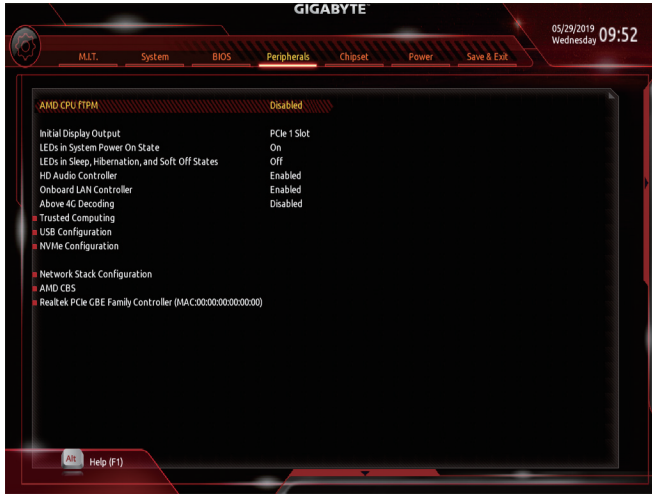 GIGABYTE™
05/29/2019
Wednesday
09:52
M.I.T. System BIOS Peripherals Chipset Power Save & Exit
AMD CPU fTPM Disabled
Initial Display Output PCIe 1 Slot
LEDs in System Power On State On
LEDs in Sleep, Hibernation, and Soft Off States Off
HD Audio Controller Enabled
Onboard LAN Controller Enabled
Above 4G Decoding Disabled
Trusted Computing
USB Configuration
NVMe Configuration
Network Stack Configuration
AMD CBS
Realtek PCIe GBE Family Controller (MAC:00:00:00:00:00:00)
Alt Help (F1)